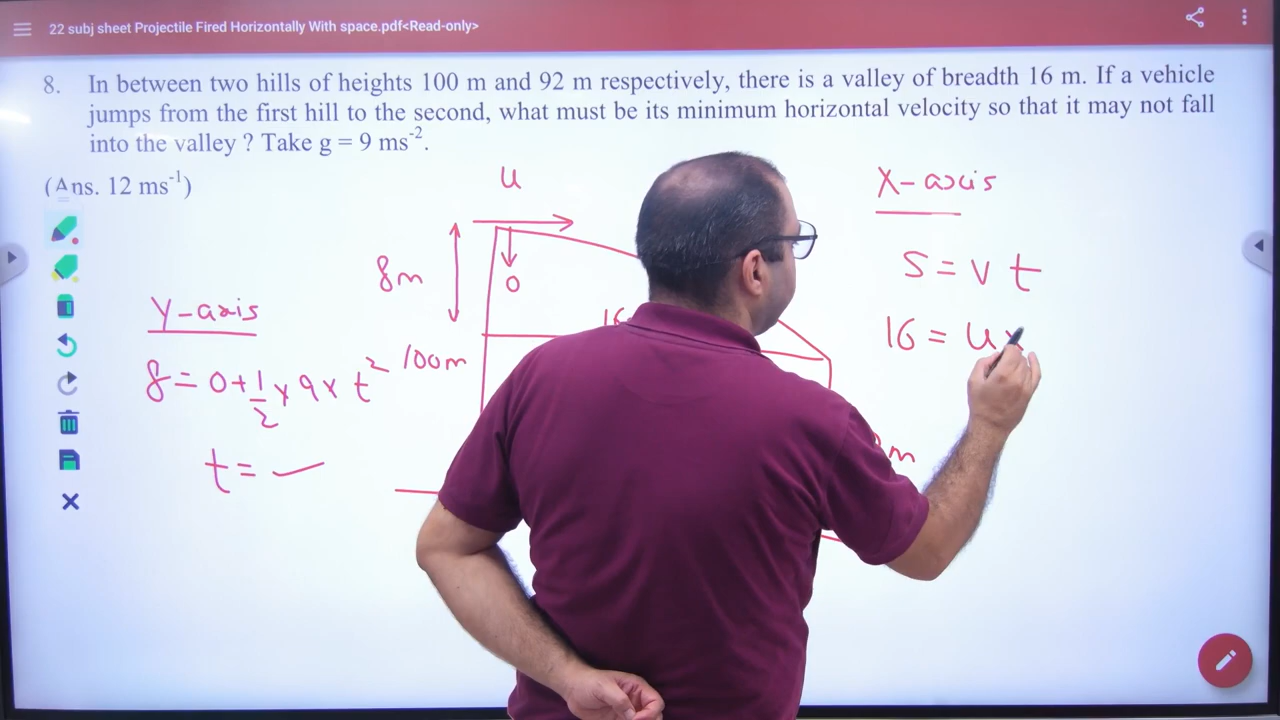 22 subj sheet Projectile Fired Horizontally With space.pdf<Read-only>
8. In between two hills of heights 100 m and 92 m respectively, there is a valley of breadth 16 m. If a vehicle
jumps from the first hill to the second, what must be its minimum horizontal velocity so that it may not fall
into the valley ? Take g = 9 ms⁻².
(Ans. 12 ms⁻¹)
u
8m
0
100m
Y-axis
8 = 0 + 1/2 × 9 × t²
t =
X-axis
S = v t
16 = u ×
m